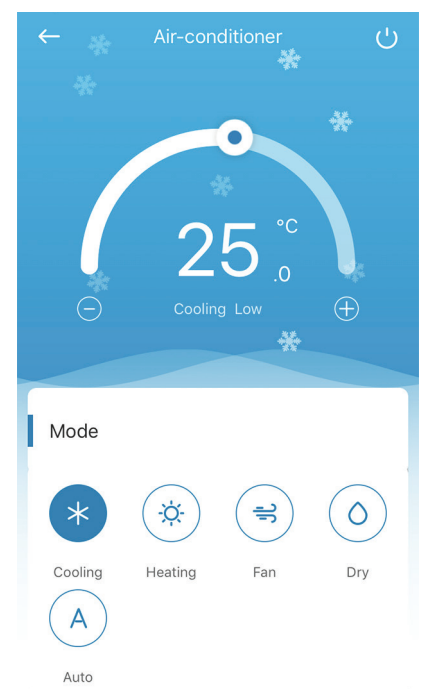 Air-conditioner
25.0 °C
Cooling Low
Mode
Cooling Heating Fan Dry
A
Auto